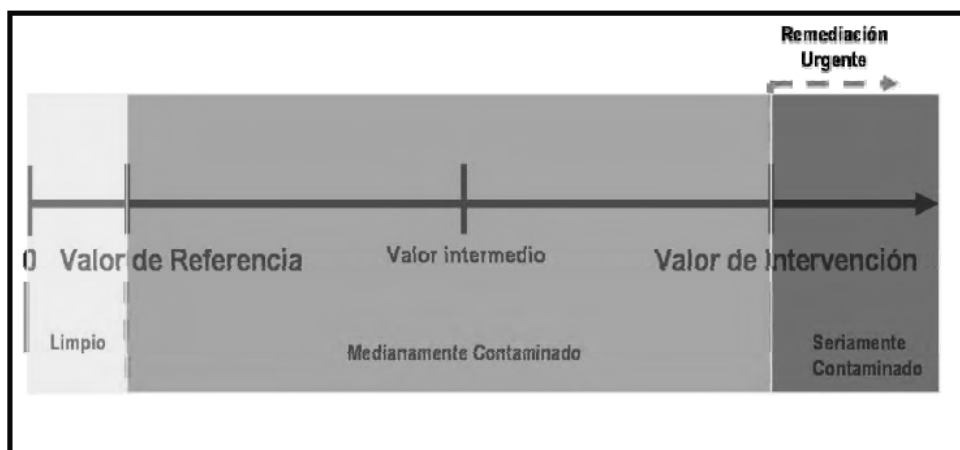 Remediación
Urgente
0 Valor de Referencia Valor intermedio Valor de Intervención
Limpio Medianamente Contaminado Seriamente
Contaminado